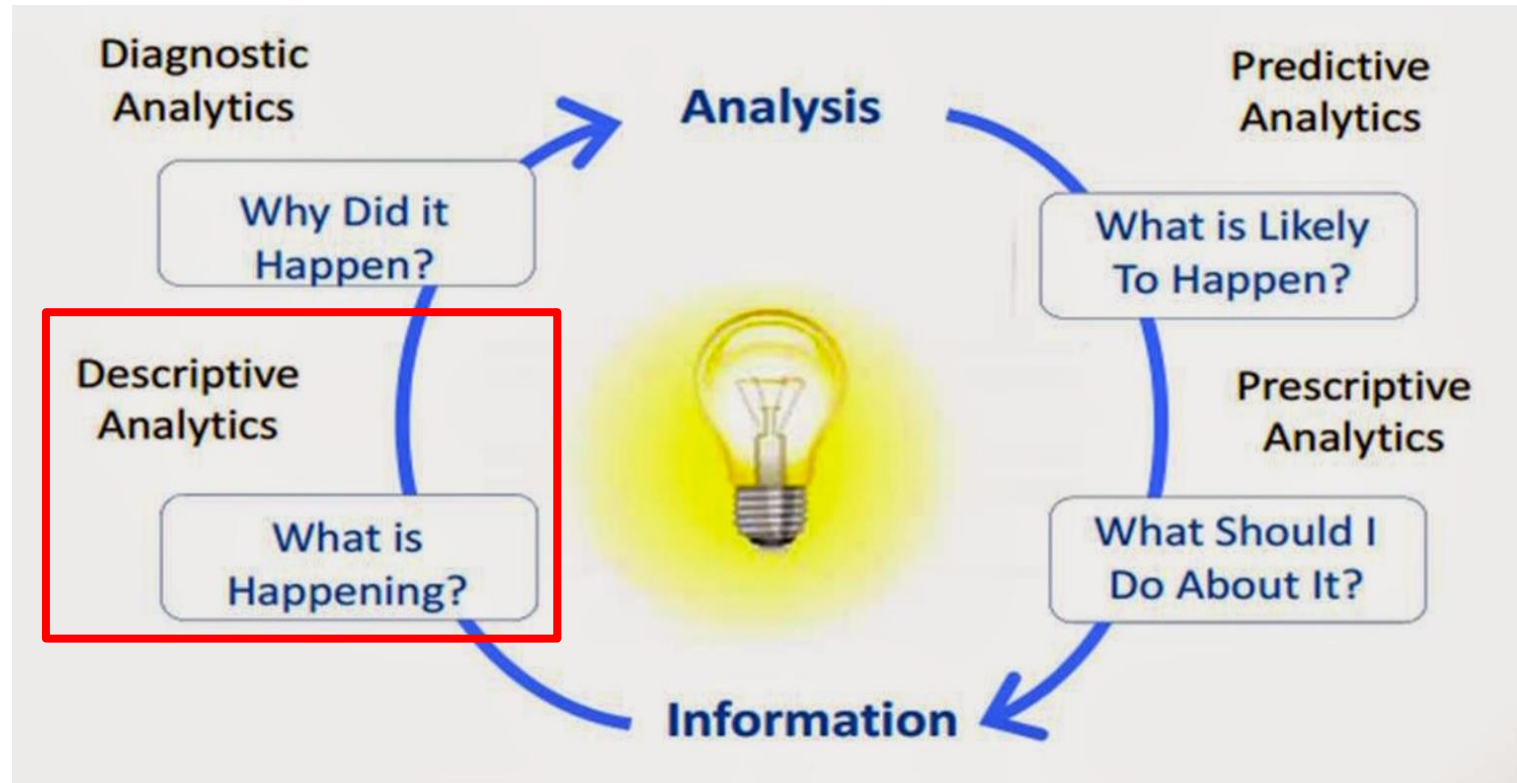 Diagnostic
Analytics
Why Did it
Happen?
Descriptive
Analytics
What is
Happening?
Analysis
Information
Predictive
Analytics
What is Likely
To Happen?
Prescriptive
Analytics
What Should I
Do About It?